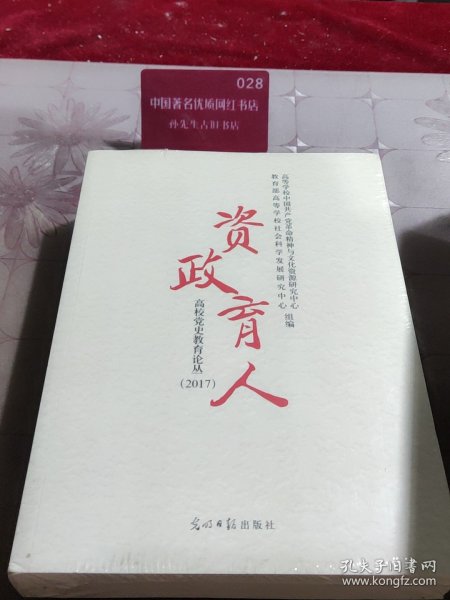 028
中国著名优质网红书店
孙先生古旧书店
高等学校中国共产党革命精神与文化资源研究中心
教育部高等学校社会科学发展研究中心
组编
资政育人
高校党史教育论丛
(2017)
光明日报出版社
孔夫子旧书网
www.kongfz.com